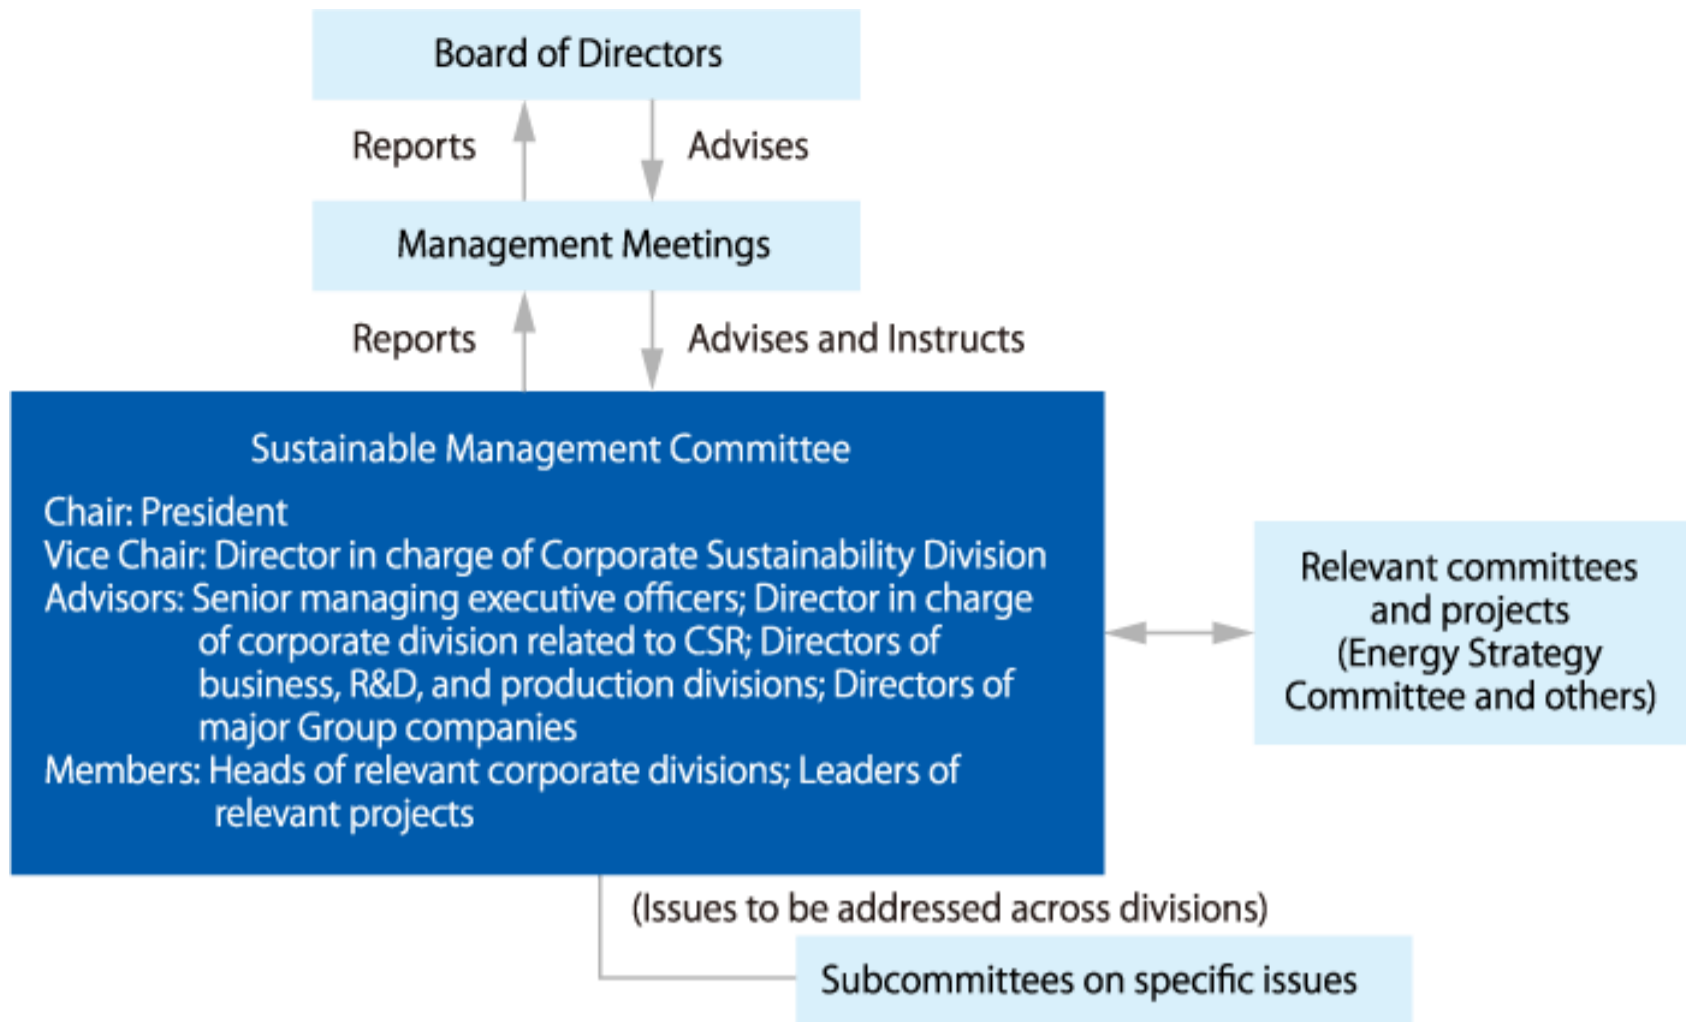 Board of Directors
Reports
Advises
Management Meetings
Reports
Advises and Instructs
Sustainable Management Committee
Chair: President
Vice Chair: Director in charge of Corporate Sustainability Division
Advisors: Senior managing executive officers; Director in charge
of corporate division related to CSR; Directors of
business, R&D, and production divisions; Directors of
major Group companies
Members: Heads of relevant corporate divisions; Leaders of
relevant projects
Relevant committees
and projects
(Energy Strategy
Committee and others)
(Issues to be addressed across divisions)
Subcommittees on specific issues